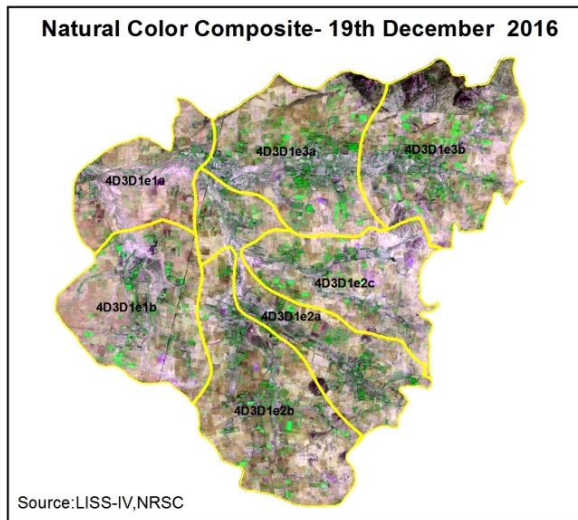 Natural Color Composite- 19th December 2016
4D3D1e3a
4D3D1e3b
4D3D1e1a
4D3D1e2c
4D3D1e1b
4D3D1e2a
4D3D1e2b
Source:LISS-IV,NRSC